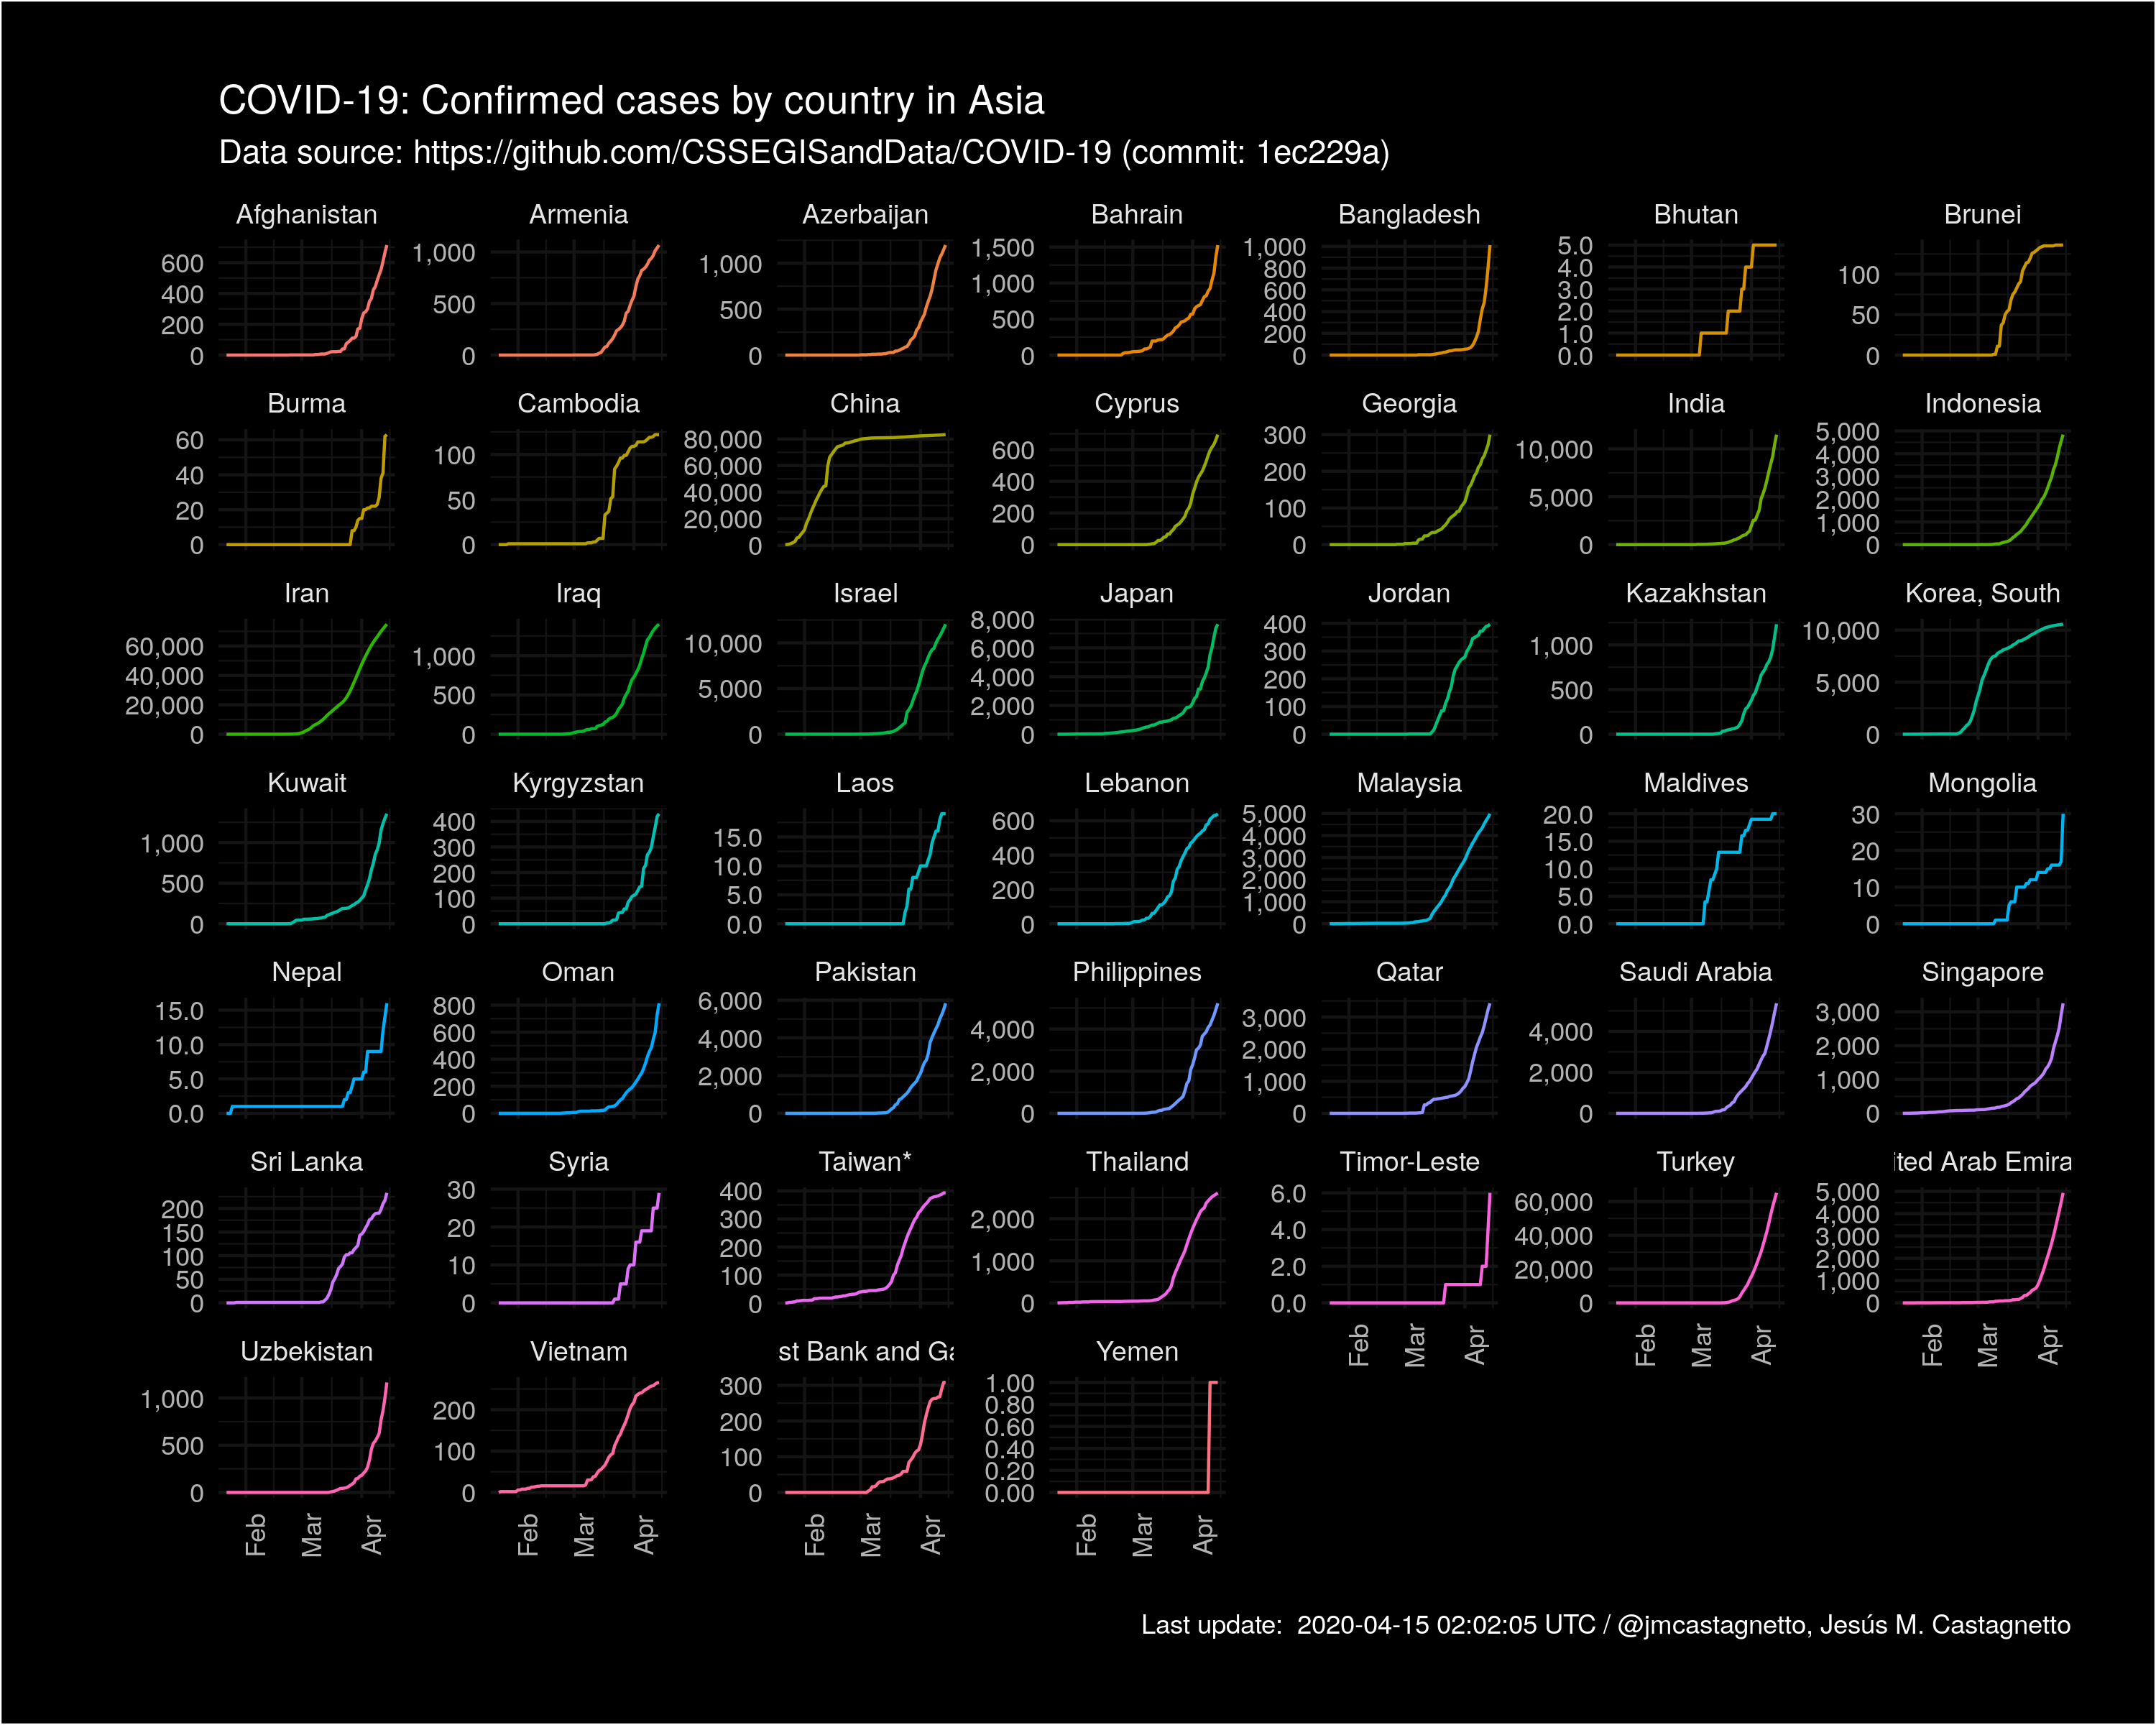 COVID-19: Confirmed cases by country in Asia
Data source: https://github.com/CSSEGISandData/COVID-19 (commit: 1ec229a)
Afghanistan Armenia Azerbaijan Bahrain Bangladesh Bhutan Brunei
600 400 200 0
1,000 500 0
1,000 500 0
1,500 1,000 500 0
1,000 800 600 400 200 0
5.0 4.0 3.0 2.0 1.0 0.0
100 50 0
Burma Cambodia China Cyprus Georgia India Indonesia
60 40 20 0
100 50 0
80,000 60,000 40,000 20,000 0
600 400 200 0
300 200 100 0
10,000 5,000 0
5,000 4,000 3,000 2,000 1,000 0
Iran Iraq Israel Japan Jordan Kazakhstan Korea, South
60,000 40,000 20,000 0
1,000 500 0
10,000 5,000 0
8,000 6,000 4,000 2,000 0
400 300 200 100 0
1,000 500 0
10,000 5,000 0
Kuwait Kyrgyzstan Laos Lebanon Malaysia Maldives Mongolia
1,000 500 0
400 300 200 100 0
15.0 10.0 5.0 0.0
600 400 200 0
5,000 4,000 3,000 2,000 1,000 0
20.0 15.0 10.0 5.0 0.0
30 20 10 0
Nepal Oman Pakistan Philippines Qatar Saudi Arabia Singapore
15.0 10.0 5.0 0.0
800 600 400 200 0
6,000 4,000 2,000 0
4,000 2,000 0
3,000 2,000 1,000 0
4,000 2,000 0
3,000 2,000 1,000 0
Sri Lanka Syria Taiwan* Thailand Timor-Leste Turkey ited Arab Emira
200 150 100 50 0
30 20 10 0
400 300 200 100 0
2,000 1,000 0
6.0 4.0 2.0 0.0
60,000 40,000 20,000 0
5,000 4,000 3,000 2,000 1,000 0
Feb Mar Apr Feb Mar Apr Feb Mar Apr
Uzbekistan Vietnam st Bank and Ga Yemen
1,000 500 0
200 100 0
300 200 100 0
1.00 0.80 0.60 0.40 0.20 0.00
Feb Mar Apr Feb Mar Apr Feb Mar Apr Feb Mar Apr
Last update:  2020-04-15 02:02:05 UTC / @jmcastagnetto, Jesús M. Castagnetto